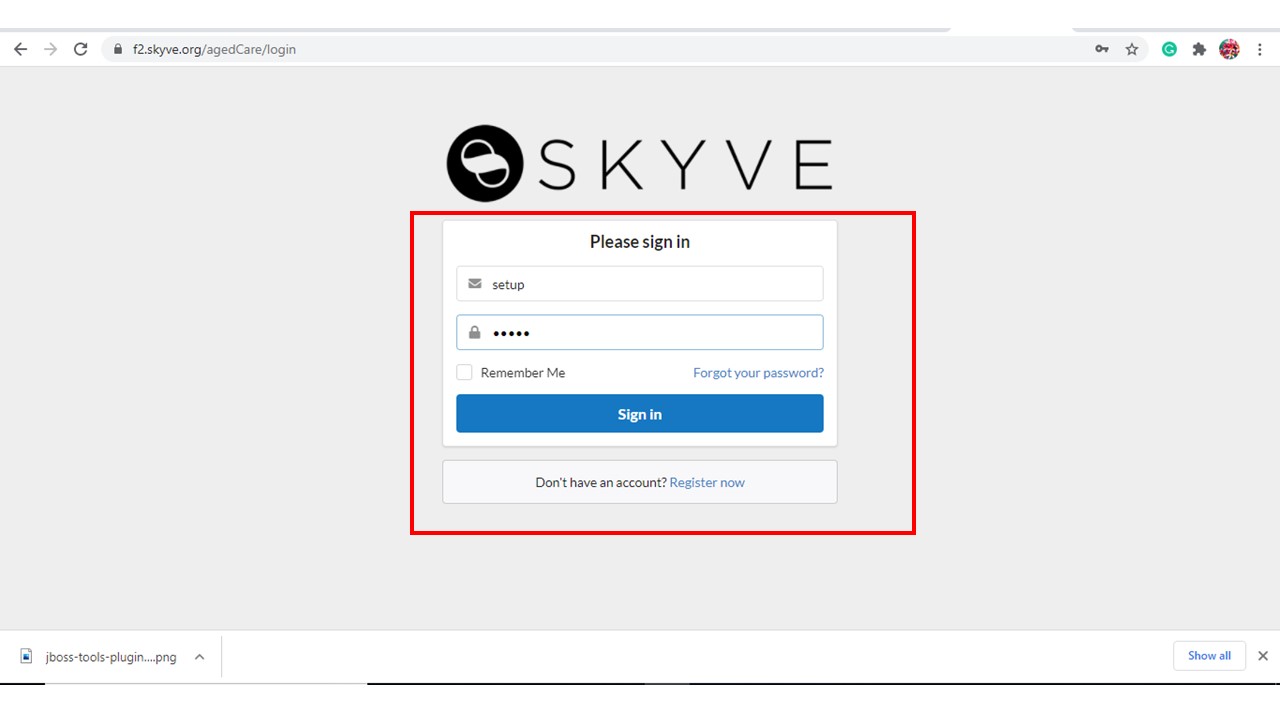 f2.skyve.org/agedCare/login
SKYVE
Please sign in
setup
•••••
Remember Me
Forgot your password?
Sign in
Don't have an account? Register now
jboss-tools-plugin....png
Show all